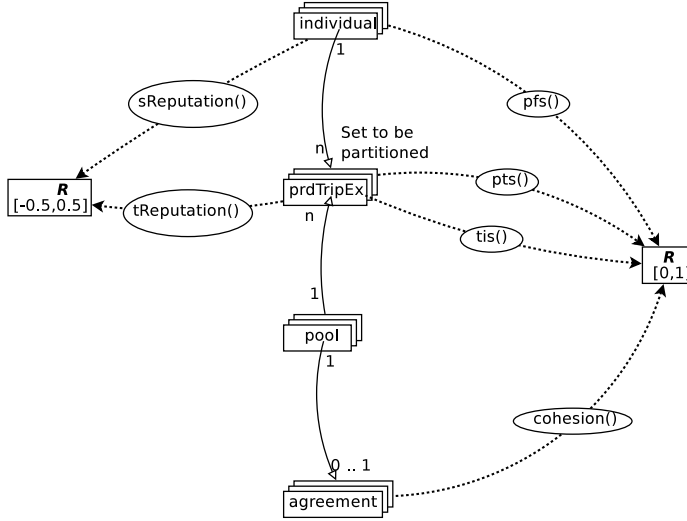 individual
1
sReputation()
pfs()
Set to be
partitioned
n
prdTripEx
pts()
R
[-0.5,0.5]
tReputation()
n
tis()
R
[0,1]
1
pool
1
cohesion()
0 .. 1
agreement